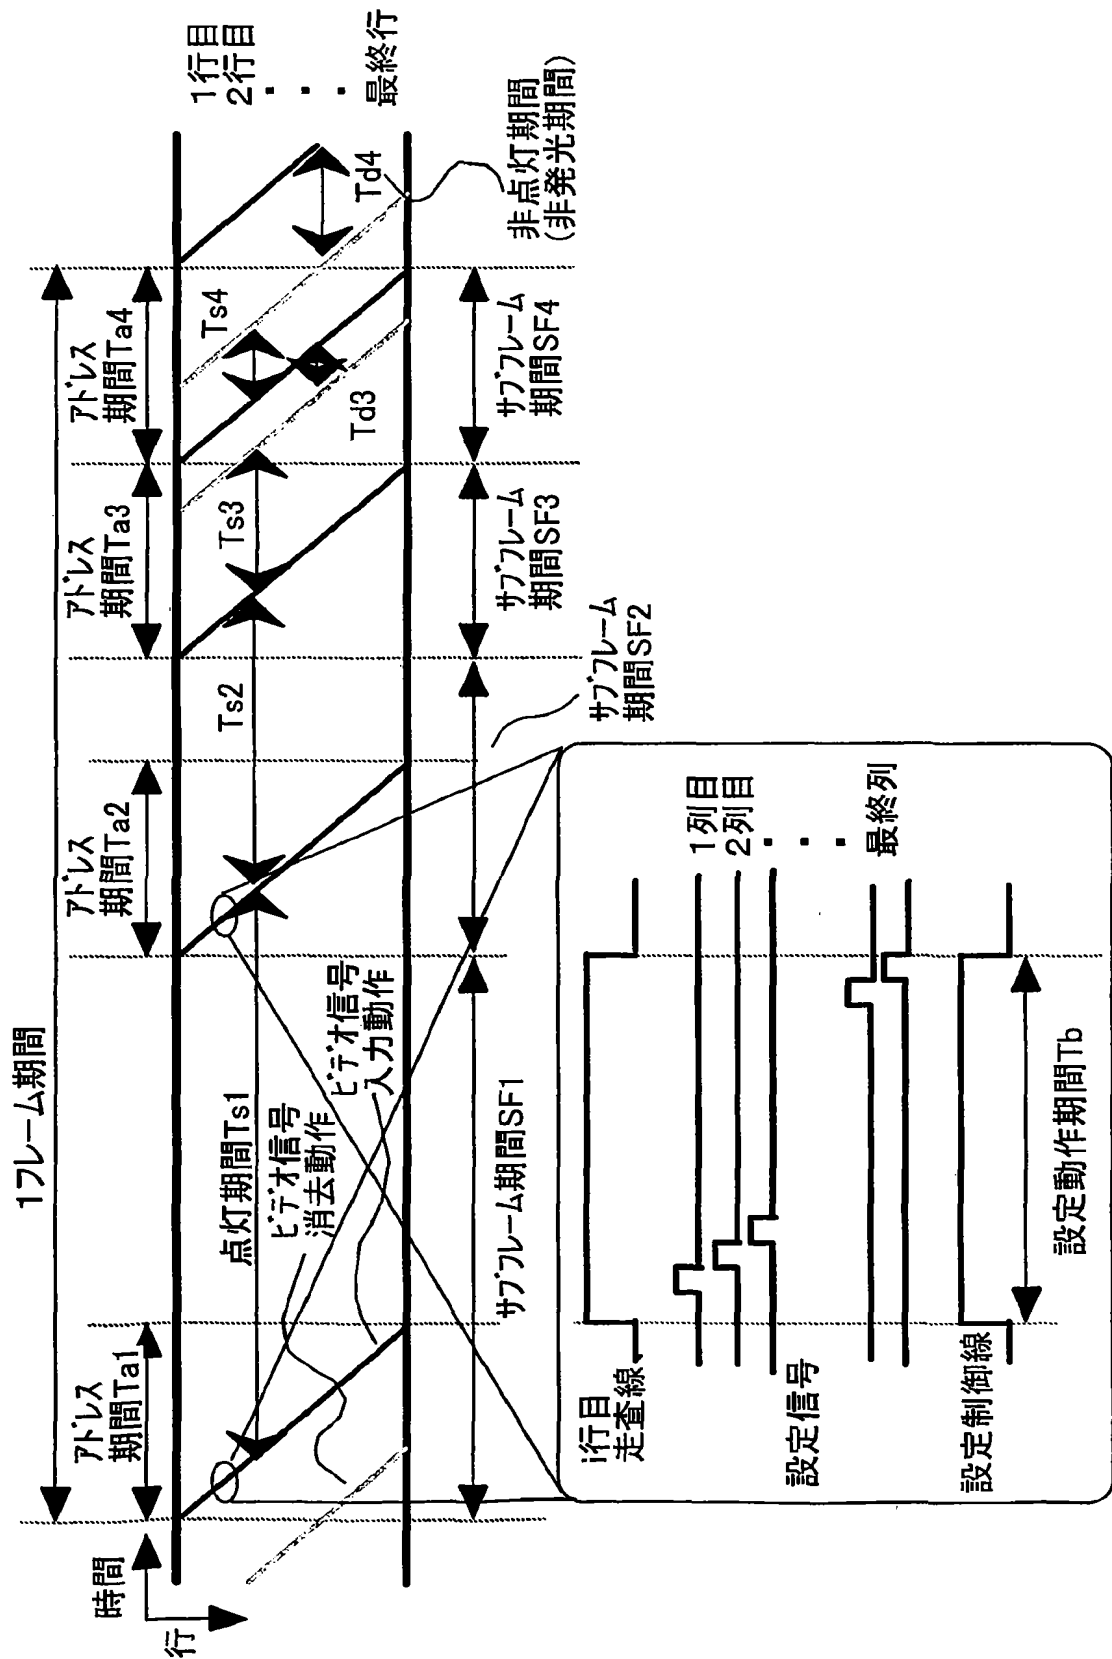 1フレーム期間
アドレス
期間Ta1
アドレス
期間Ta2
アドレス
期間Ta3
アドレス
期間Ta4
時間
行
1行目
2行目
・
・
・
最終行
点灯期間Ts1
Ts2
Ts3
Ts4
Td3
Td4
ビデオ信号
消去動作
ビデオ信号
入力動作
非点灯期間
(非発光期間)
サブフレーム期間SF1
サブフレーム
期間SF2
サブフレーム
期間SF3
サブフレーム
期間SF4
i行目
走査線
設定信号
1列目
2列目
・
・
・
最終列
設定制御線
設定動作期間Tb